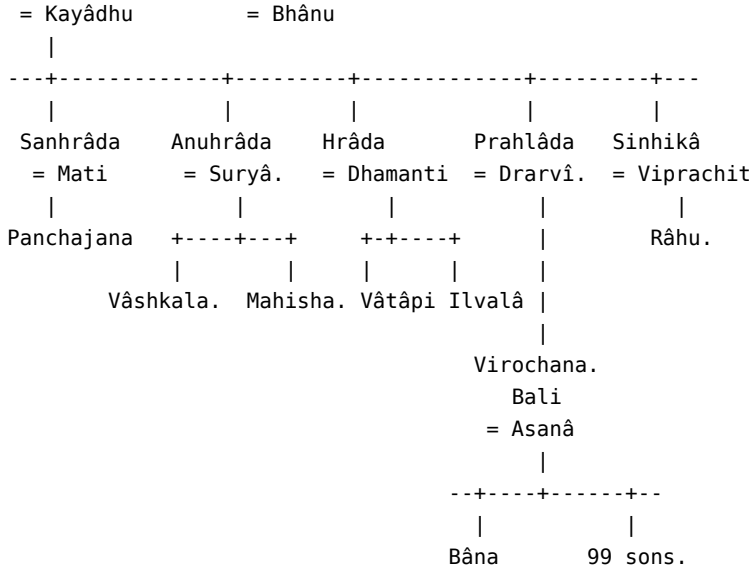 = Kayâdhu = Bhânu
|
---+-------------+---------+-------------+---------+---
| | | | |
Sanhrâda Anuhrâda Hrâda Prahlâda Sinhikâ
= Mati = Suryâ. = Dhamanti = Drarvî. = Viprachit
| | | | |
Panchajana +----+---+ +-+----+ | Râhu.
| | | | |
Vâshkala. Mahisha. Vâtâpi Ilvalâ |
|
Virochana.
Bali
= Asanâ
|
--+----+------+--
| |
Bâna 99 sons.